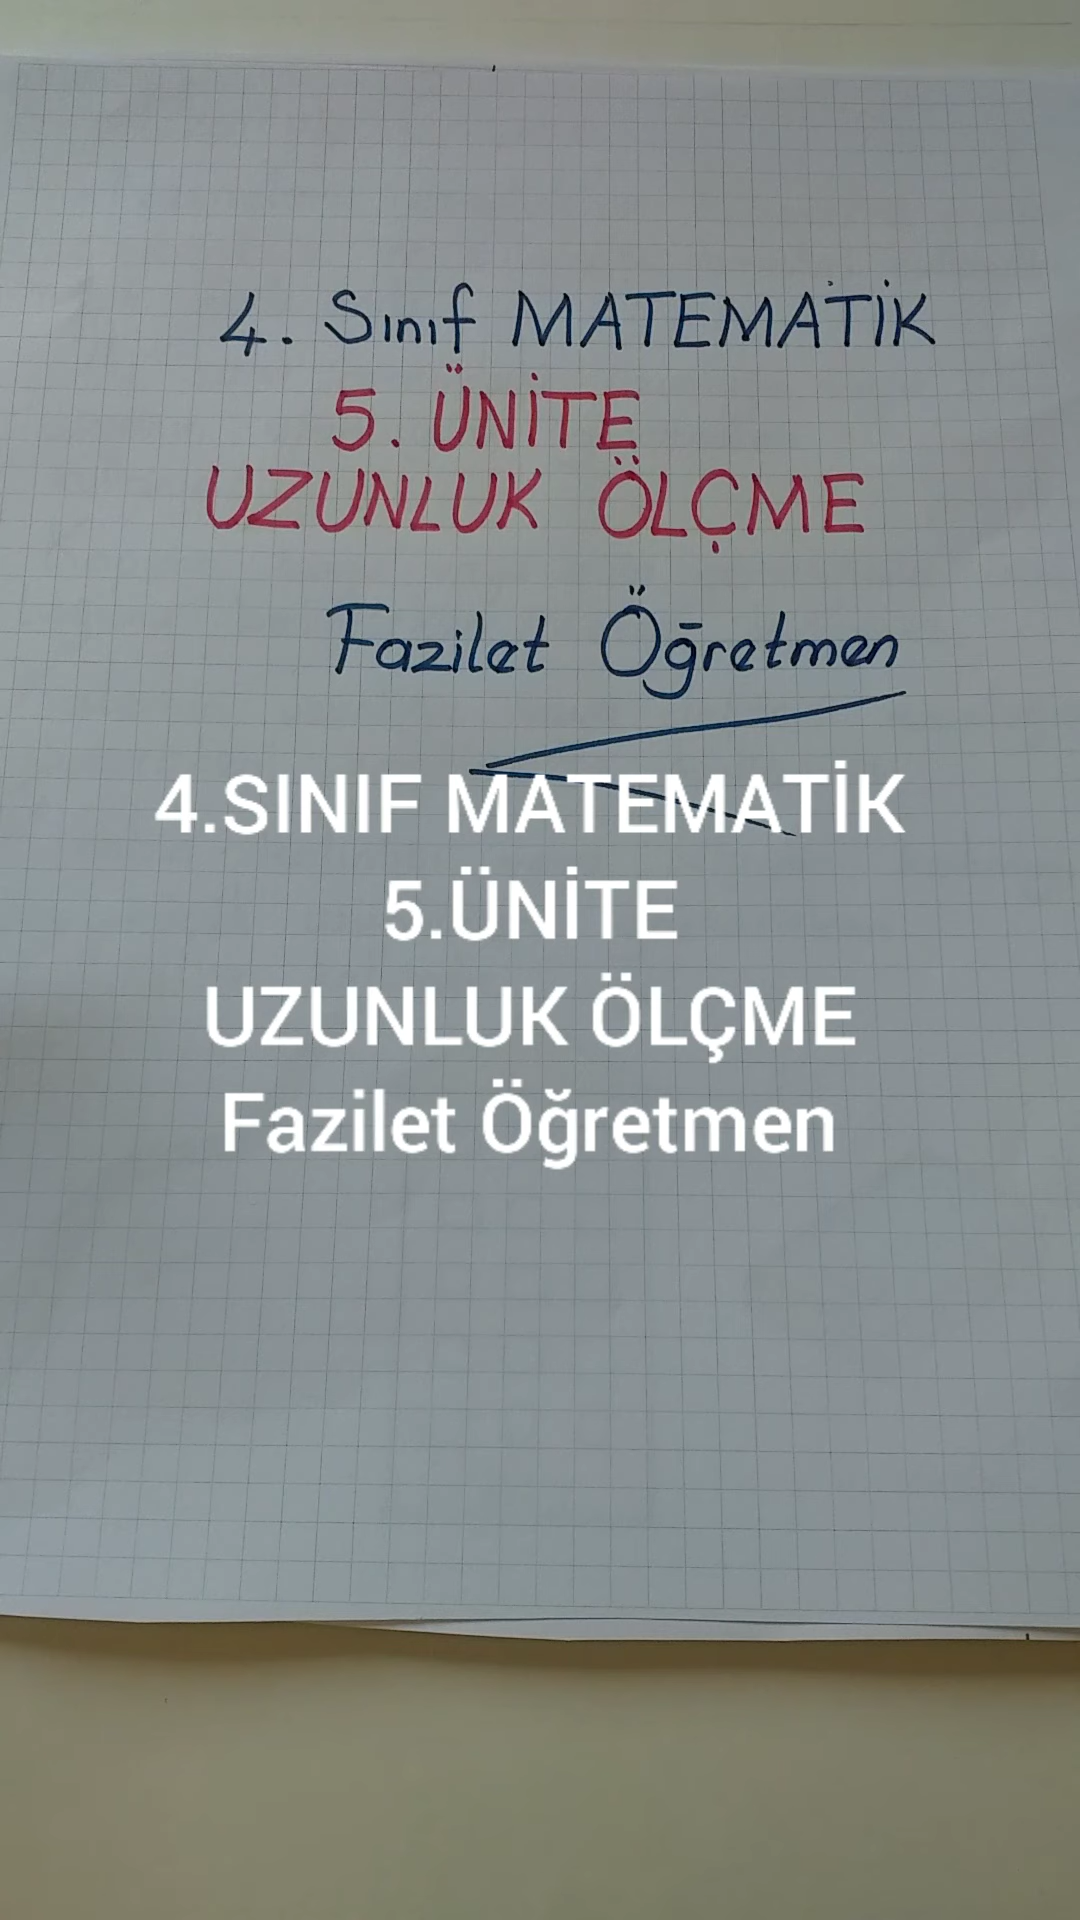 4. Sınıf MATEMATİK
5. ÜNİTE
UZUNLUK ÖLÇME
Fazilet Öğretmen
4.SINIF MATEMATİK
5.ÜNİTE
UZUNLUK ÖLÇME
Fazilet Öğretmen